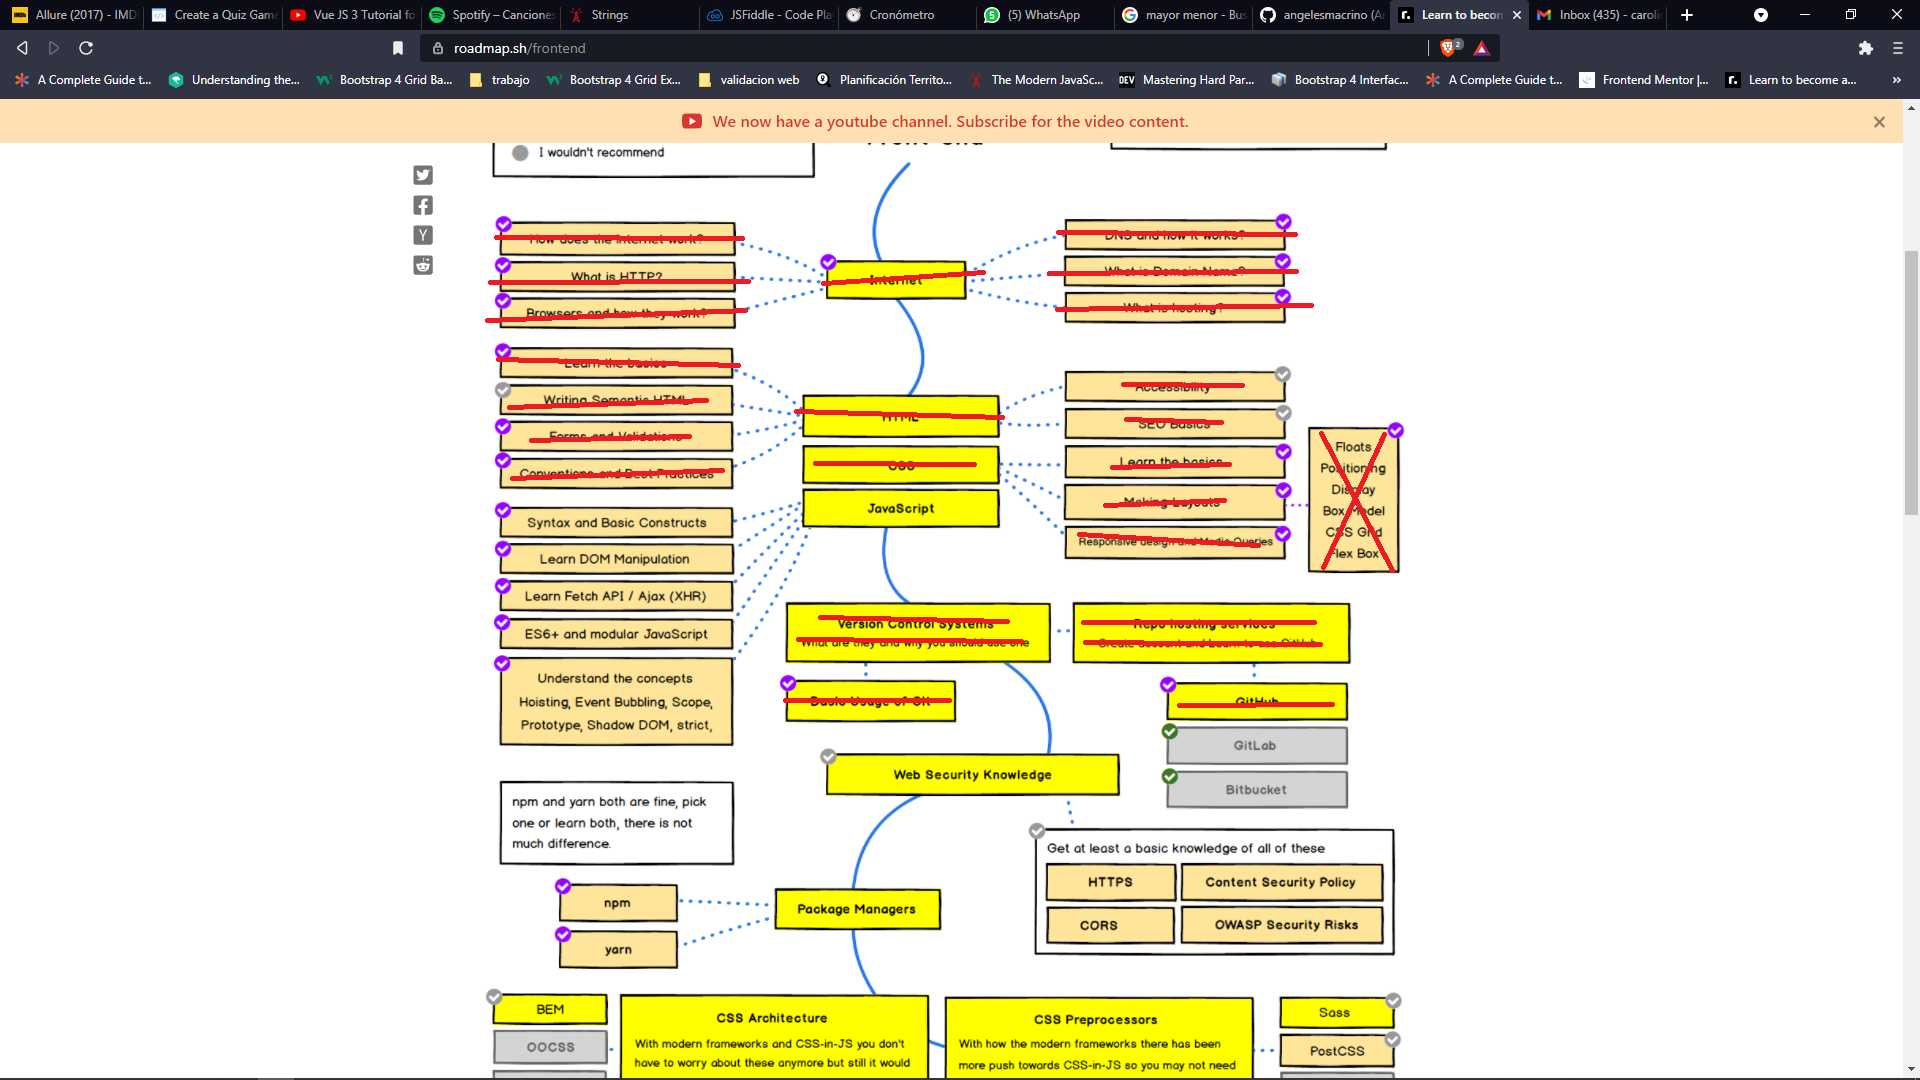 Allure (2017) - IMD
Create a Quiz Game
Vue JS 3 Tutorial fo
Spotify – Canciones
Strings
JSFiddle - Code Pla
Cronómetro
(5) WhatsApp
mayor menor - Bus
angelesmacrino (An
Learn to becom
Inbox (435) - caroli
roadmap.sh/frontend
2
A Complete Guide t...
Understanding the...
Bootstrap 4 Grid Ba...
trabajo
Bootstrap 4 Grid Ex...
validacion web
Planificación Territo...
The Modern JavaSc...
DEV
Mastering Hard Par...
Bootstrap 4 Interfac...
A Complete Guide t...
Frontend Mentor |...
Learn to become a...
»
We now have a youtube channel. Subscribe for the video content.
I wouldn't recommend
Front-end
How does the internet work?
What is HTTP?
Browsers and how they work?
Internet
DNS and how it works?
What is Domain Name?
What is hosting?
Learn the basics
Writing Semantic HTML
Forms and Validations
Conventions and Best Practices
HTML
CSS
JavaScript
Accessibility
SEO Basics
Learn the basics
Making Layouts
Responsive design and Media Queries
Floats
Positioning
Display
Box Model
CSS Grid
Flex Box
Syntax and Basic Constructs
Learn DOM Manipulation
Learn Fetch API / Ajax (XHR)
ES6+ and modular JavaScript
Understand the concepts
Hoisting, Event Bubbling, Scope,
Prototype, Shadow DOM, strict,
Version Control Systems
What are they and why you should use one
Repo hosting services
Create account and Learn to use GitHub
Basic Usage of Git
GitHub
GitLab
Bitbucket
Web Security Knowledge
npm and yarn both are fine, pick
one or learn both, there is not
much difference.
Get at least a basic knowledge of all of these
HTTPS
Content Security Policy
CORS
OWASP Security Risks
npm
yarn
Package Managers
BEM
OOCSS
CSS Architecture
With modern frameworks and CSS-in-JS you don't
have to worry about these anymore but still it would
CSS Preprocessors
With how the modern frameworks there has been
more push towards CSS-in-JS so you may not need
Sass
PostCSS